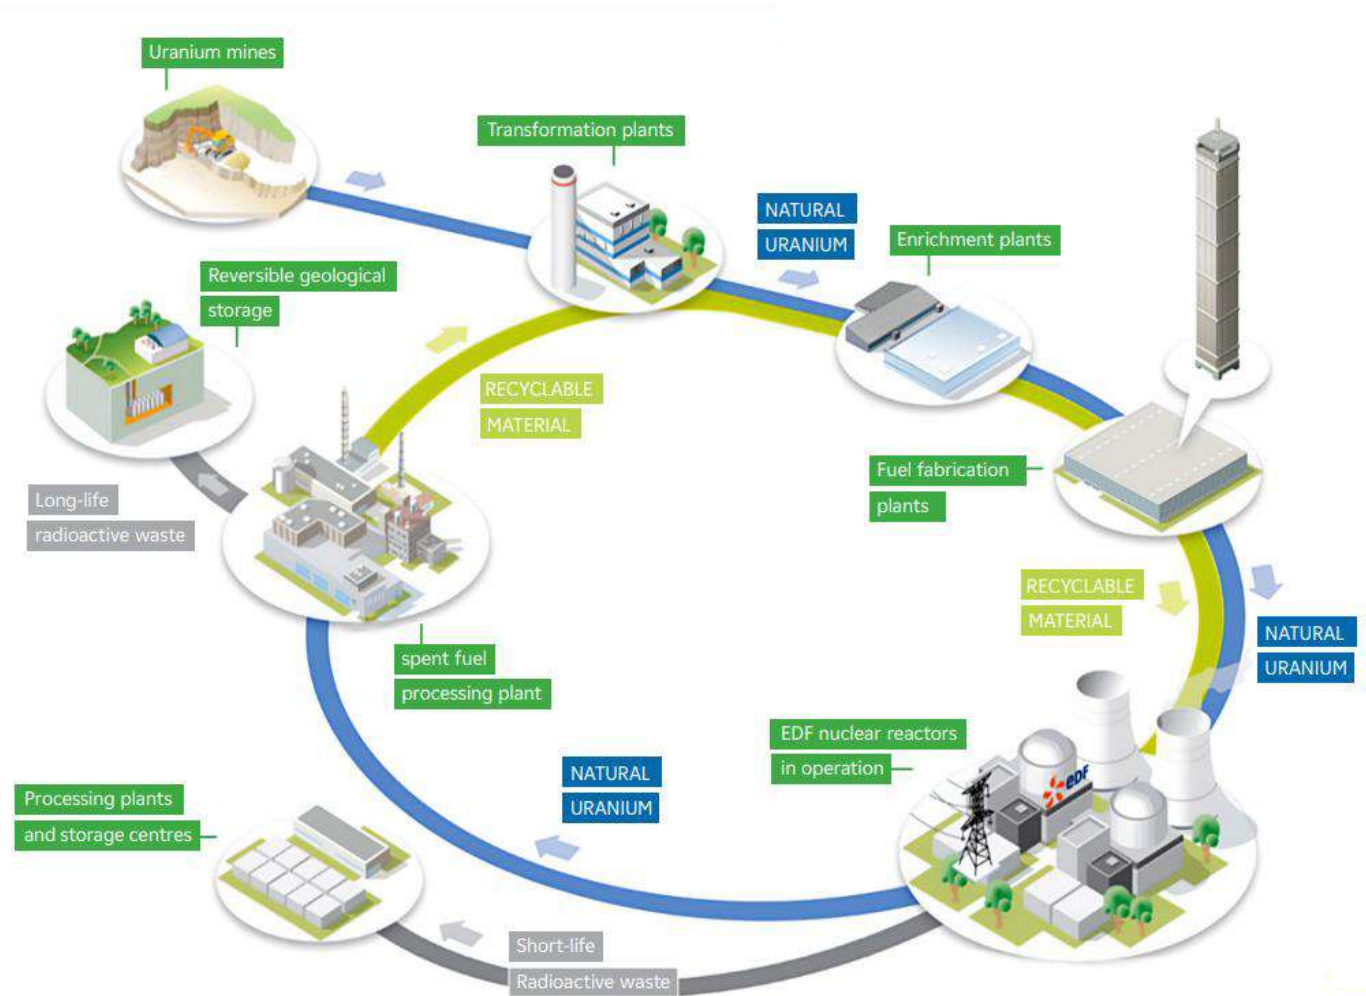 Uranium mines
Transformation plants
NATURAL
URANIUM
Enrichment plants
Reversible geological
storage
RECYCLABLE
MATERIAL
Fuel fabrication
plants
Long-life
radioactive waste
RECYCLABLE
MATERIAL
NATURAL
URANIUM
spent fuel
processing plant
EDF nuclear reactors
in operation
eDF
NATURAL
URANIUM
Processing plants
and storage centres
Short-life
Radioactive waste